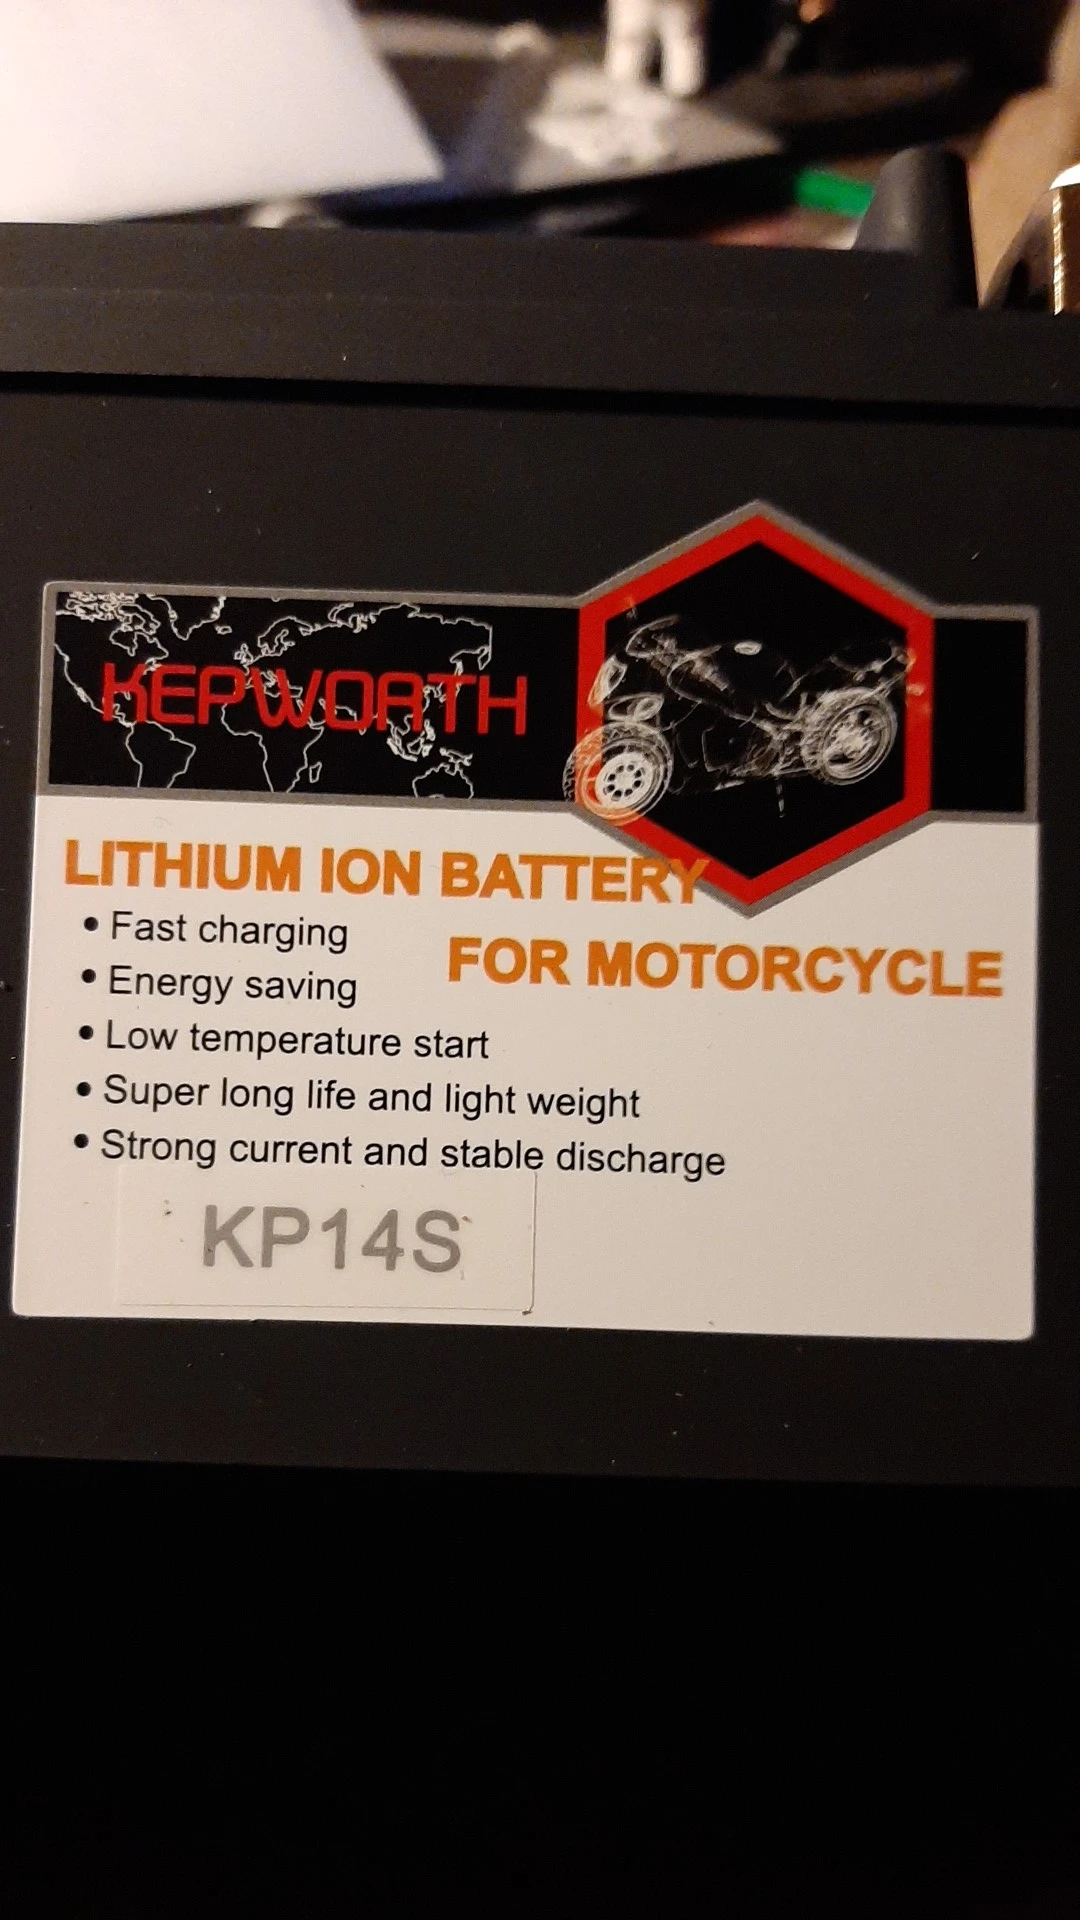 KEPWORTH
LITHIUM ION BATTERY
FOR MOTORCYCLE
• Fast charging
• Energy saving
• Low temperature start
• Super long life and light weight
• Strong current and stable discharge
KP14S